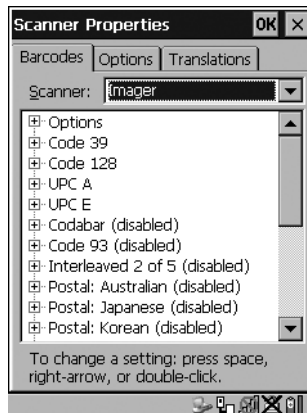 Scanner Properties OK ×
Barcodes Options Translations
Scanner: Imager
Options
Code 39
Code 128
UPC A
UPC E
Codabar (disabled)
Code 93 (disabled)
Interleaved 2 of 5 (disabled)
Postal: Australian (disabled)
Postal: Japanese (disabled)
Postal: Korean (disabled)
To change a setting: press space,
right-arrow, or double-click.